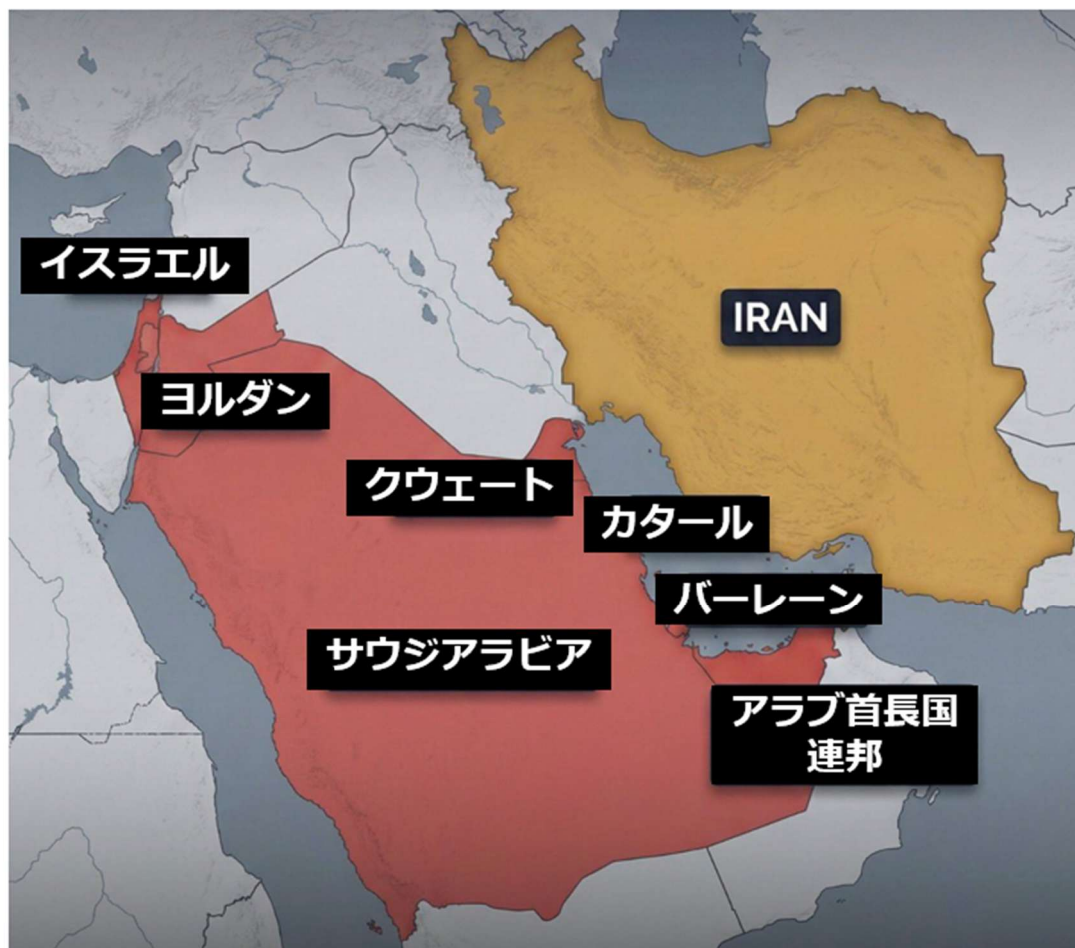 イスラエル
IRAN
ヨルダン
クウェート
カタール
バーレーン
サウジアラビア
アラブ首長国
連邦